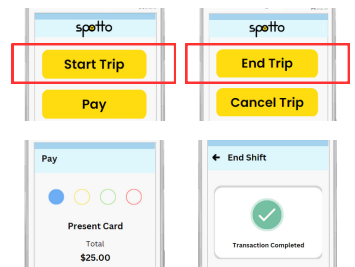 spotto
Start Trip
Pay
spotto
End Trip
Cancel Trip
Pay
Present Card
Total
$25.00
← End Shift
Transaction Completed